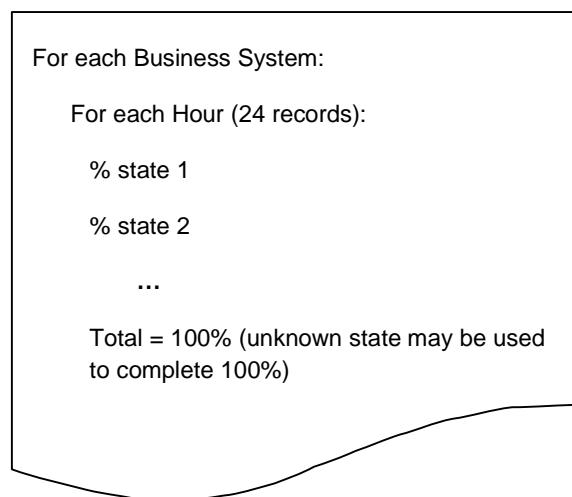 For each Business System:
For each Hour (24 records):
% state 1
% state 2
...
Total = 100% (unknown state may be used
to complete 100%)